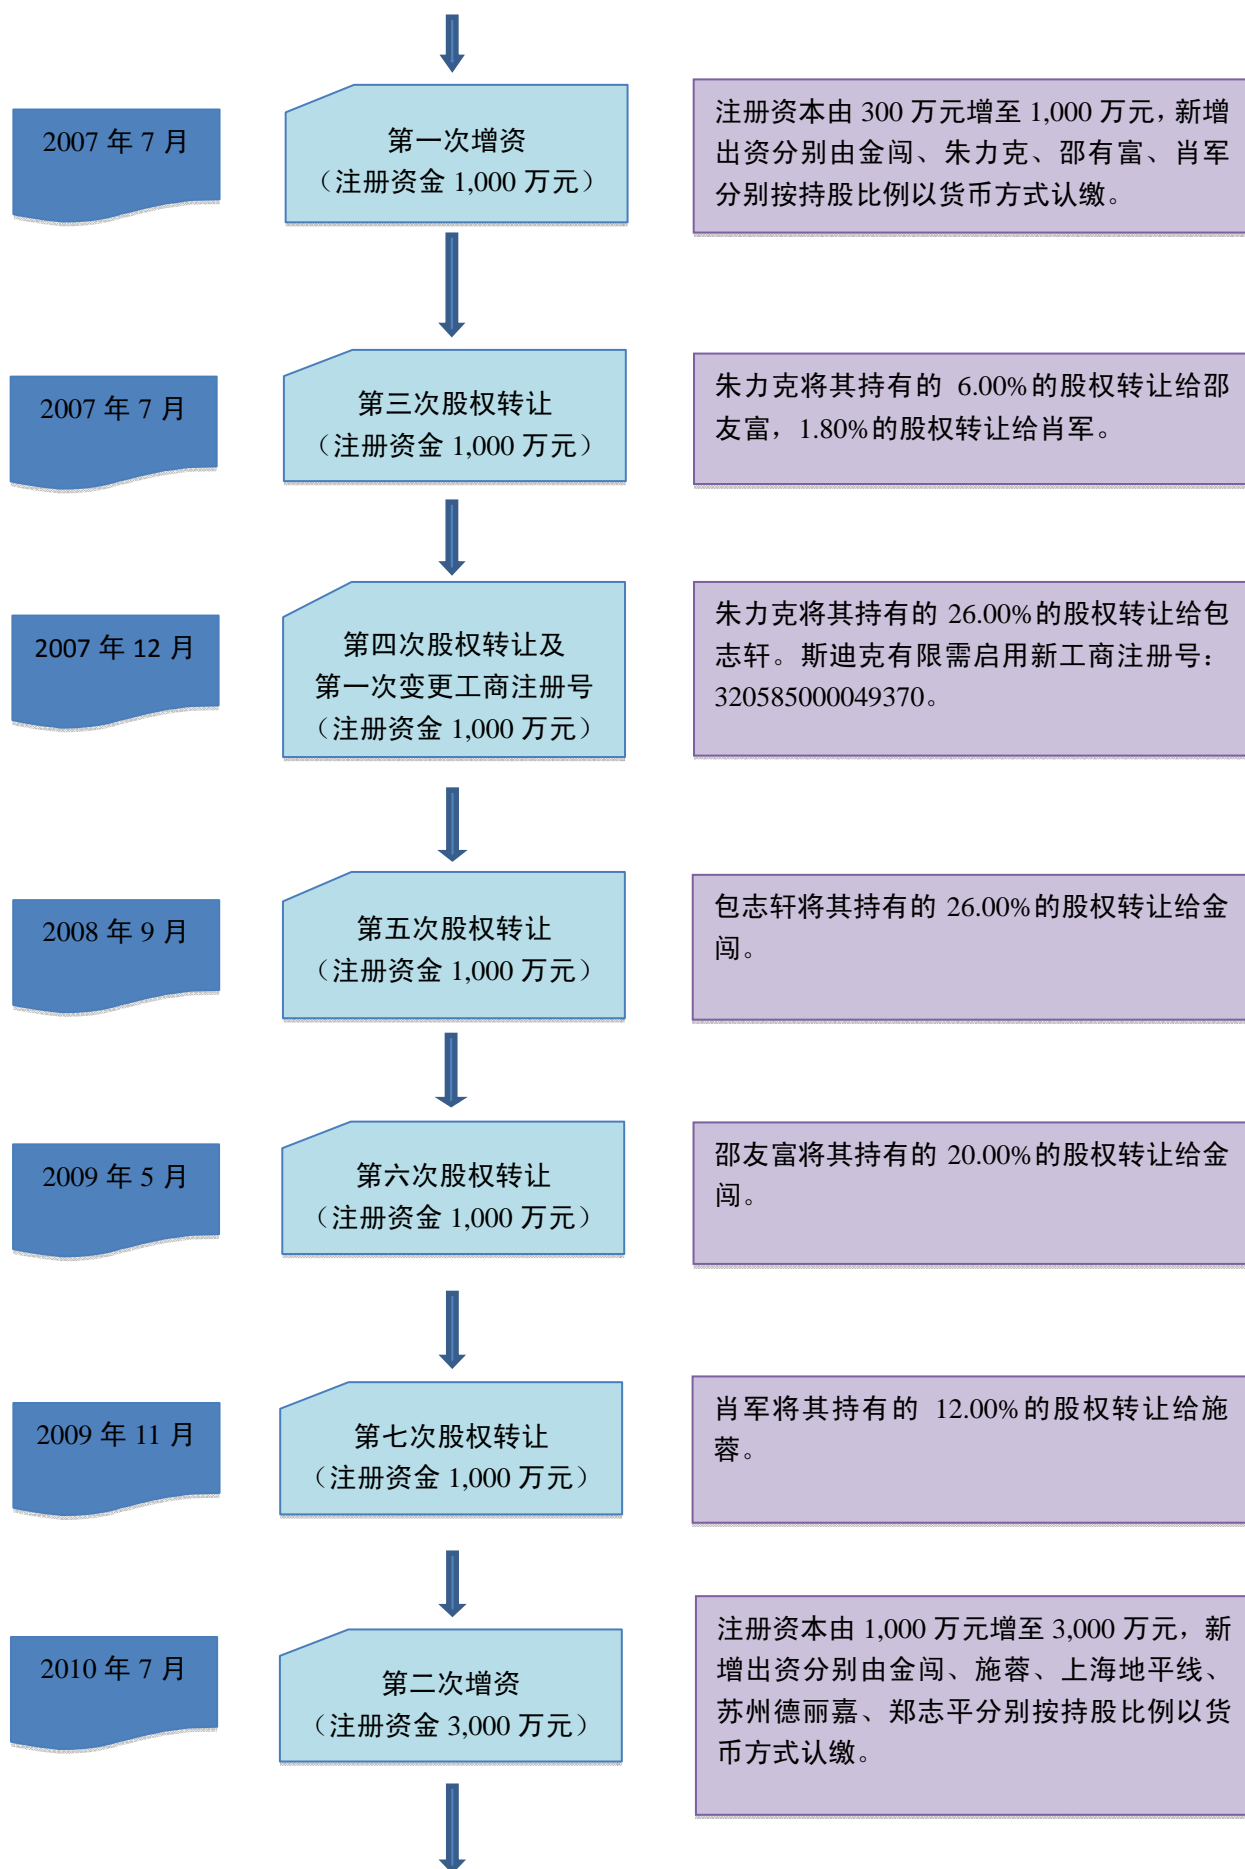 2007 年 7 月
第一次增资
（注册资金 1,000 万元）
注册资本由 300 万元增至 1,000 万元，新增
出资分别由金闯、朱力克、邵有富、肖军
分别按持股比例以货币方式认缴。
2007 年 7 月
第三次股权转让
（注册资金 1,000 万元）
朱力克将其持有的 6.00%的股权转让给邵
友富，1.80%的股权转让给肖军。
2007 年 12 月
第四次股权转让及
第一次变更工商注册号
（注册资金 1,000 万元）
朱力克将其持有的 26.00%的股权转让给包
志轩。斯迪克有限需启用新工商注册号：
320585000049370。
2008 年 9 月
第五次股权转让
（注册资金 1,000 万元）
包志轩将其持有的 26.00%的股权转让给金
闯。
2009 年 5 月
第六次股权转让
（注册资金 1,000 万元）
邵友富将其持有的 20.00%的股权转让给金
闯。
2009 年 11 月
第七次股权转让
（注册资金 1,000 万元）
肖军将其持有的 12.00%的股权转让给施
蓉。
2010 年 7 月
第二次增资
（注册资金 3,000 万元）
注册资本由 1,000 万元增至 3,000 万元，新
增出资分别由金闯、施蓉、上海地平线、
苏州德丽嘉、郑志平分别按持股比例以货
币方式认缴。